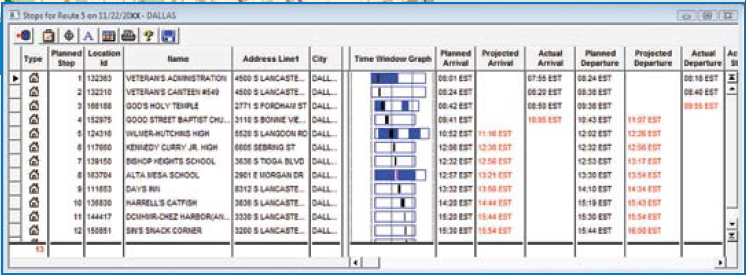 Stops for Route 5 on 11/22/20XX - DALLAS
Type Planned Stop Location Id Name Address Line1 City Time Window Graph Planned Arrival Projected Arrival Actual Arrival Planned Departure Projected Departure Actual Departure Ac St
1 132363 VETERAN'S ADMINISTRATION 4500 S LANCASTE... DALL... 08:01 EST 07:55 EST 08:24 EST 08:18 EST
2 132310 VETERAN'S CANTEEN #549 4500 S LANCASTE... DALL... 08:24 EST 08:20 EST 08:38 EST 08:40 EST
3 166188 GOD'S HOLY TEMPLE 2771 S FORDHAM ST DALL... 08:42 EST 08:50 EST 09:38 EST 09:55 EST
4 152975 GOOD STREET BAPTIST CHU... 3110 S BONNIE VIE... DALL... 09:41 EST 10:05 EST 10:43 EST 11:07 EST
5 124316 WILMER-HUTCHINS HIGH 5520 S LANGDON RD DALL... 10:52 EST 11:16 EST 12:02 EST 12:26 EST
6 117660 KENNEDY CURRY JR. HIGH 6605 SEBRING ST DALL... 12:06 EST 12:30 EST 12:32 EST 12:56 EST
7 139150 BISHOP HEIGHTS SCHOOL 3636 S TIOGA BLVD DALL... 12:32 EST 12:56 EST 12:53 EST 13:17 EST
8 163704 ALTA MESA SCHOOL 2901 E MORGAN DR DALL... 12:57 EST 13:21 EST 13:30 EST 13:54 EST
9 111653 DAYS INN 8312 S LANCASTE... DALL... 13:32 EST 13:56 EST 14:10 EST 14:34 EST
10 136830 HARRELL'S CATFISH 3836 S LANCASTE... DALL... 14:20 EST 14:44 EST 15:19 EST 15:43 EST
11 144417 DCMHMR-CHEZ HARBOR(AN... 3330 S LANCASTE... DALL... 15:20 EST 15:44 EST 15:30 EST 15:54 EST
12 150851 SIN'S SNACK CORNER 3200 S LANCASTE... DALL... 15:30 EST 15:54 EST 15:44 EST 16:08 EST
13